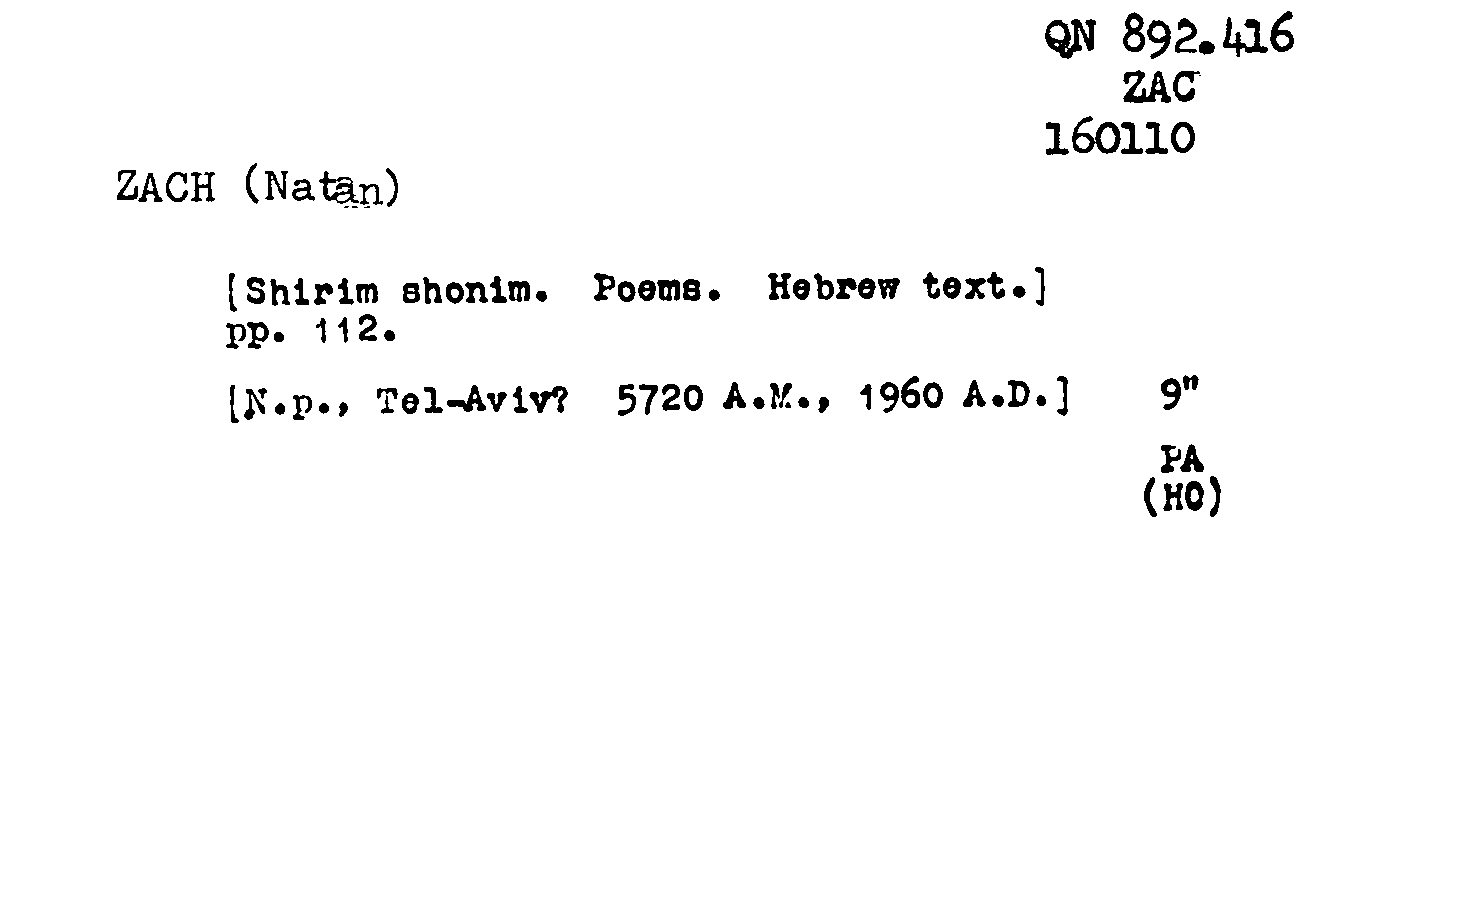 QN 892.416
ZAC
160110
ZACH (Natan)
[Shirim shonim. Poems. Hebrew text.]
pp. 112.
[N.p., Tel-Aviv? 5720 A.M., 1960 A.D.] 9"
PA
(HO)